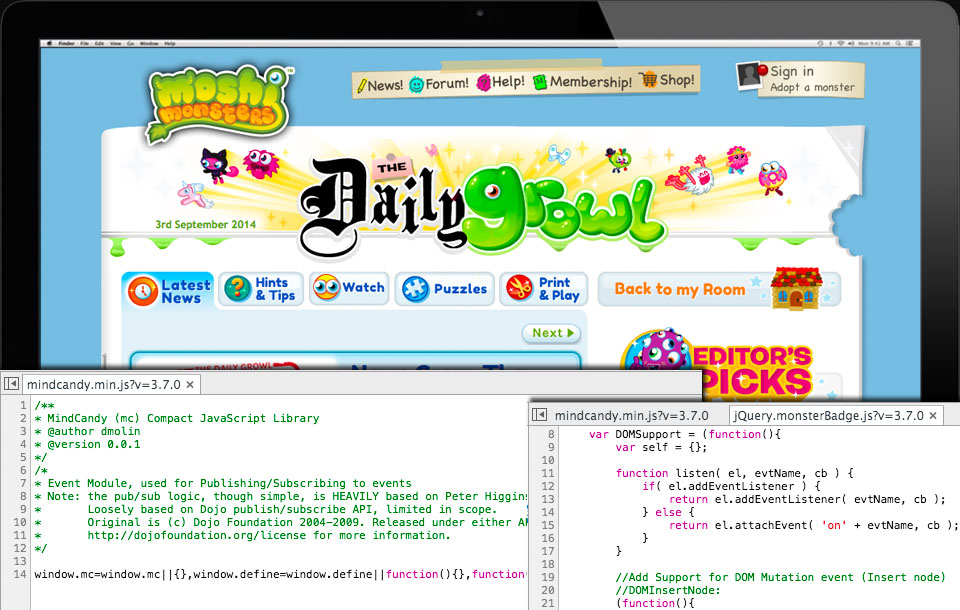 Finder File Edit View Go Window Help
Mon 9:41 AM
moshi monsters™
News! Forum! Help! Membership! Shop!
Sign in
Adopt a monster
THE
Daily growl
3rd September 2014
Latest News
Hints & Tips
Watch
Puzzles
Print & Play
Back to my Room
Next
EDITOR'S PICKS
THE DAILY GROWL
mindcandy.min.js?v=3.7.0 ×
1 /**
2 * MindCandy (mc) Compact JavaScript Library
3 * @author dmolin
4 * @version 0.0.1
5 */
6 /*
7 * Event Module, used for Publishing/Subscribing to events
8 * Note: the pub/sub logic, though simple, is HEAVILY based on Peter Higgins
9 * Loosely based on Dojo publish/subscribe API, limited in scope.
10 * Original is (c) Dojo Foundation 2004-2009. Released under either A
11 * http://dojofoundation.org/license for more information.
12 */
13
14 window.mc=window.mc||{},window.define=window.define||function(){},function
mindcandy.min.js?v=3.7.0 jQuery.monsterBadge.js?v=3.7.0 ×
8 var DOMSupport = (function(){
9 var self = {};
10
11 function listen( el, evtName, cb ) {
12 if( el.addEventListener ) {
13 return el.addEventListener( evtName, cb );
14 } else {
15 return el.attachEvent( 'on' + evtName, cb );
16 }
17 }
18
19 //Add Support for DOM Mutation event (Insert node)
20 //DOMInsertNode:
21 (function(){